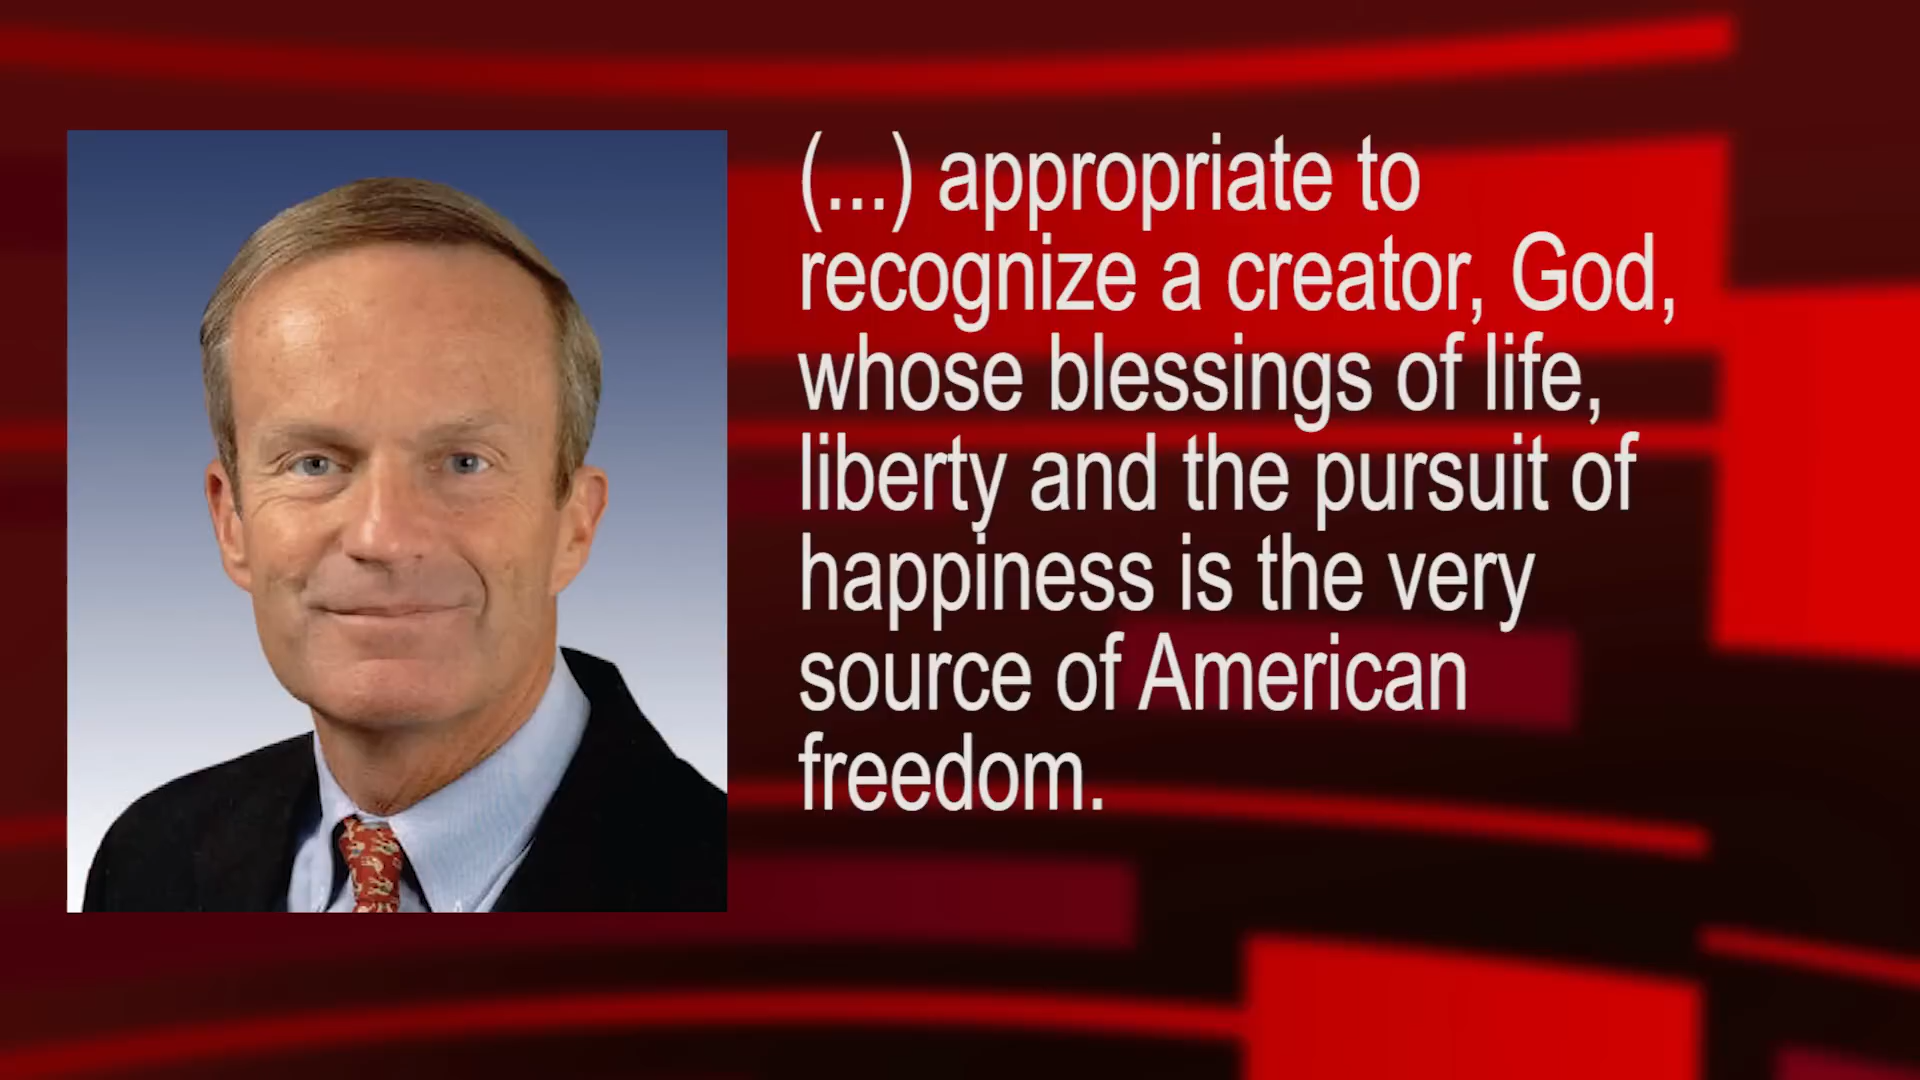 (...) appropriate to
recognize a creator, God,
whose blessings of life,
liberty and the pursuit of
happiness is the very
source of American
freedom.